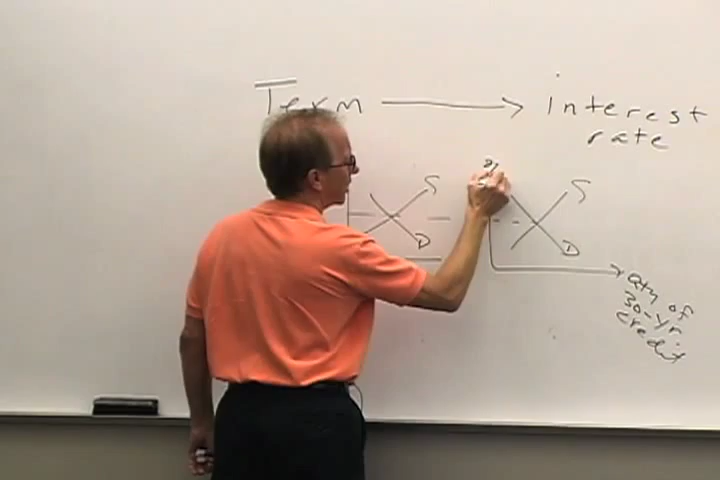 Term → interest
rate
S
D
S
D
Qty of
30-yr
credit